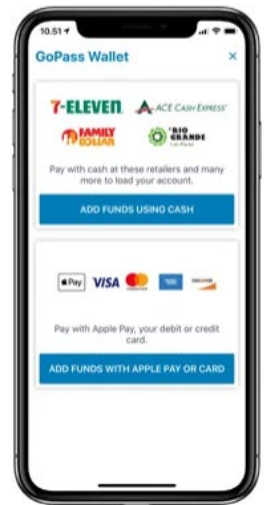 10.51
GoPass Wallet ×
7-ELEVEN. ACE CASH EXPRESS
FAMILY DOLLAR RIO GRANDE
Pay with cash at these retailers and many
more to load your account.
ADD FUNDS USING CASH
Pay VISA
Pay with Apple Pay, your debit or credit
card.
ADD FUNDS WITH APPLE PAY OR CARD